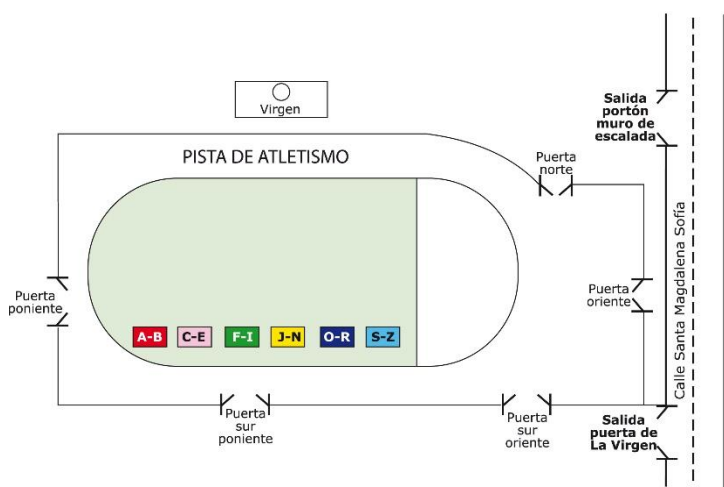 Virgen
PISTA DE ATLETISMO
Salida
portón
muro de
escalada
Puerta
norte
Puerta
poniente
Puerta
oriente
Calle Santa Magdalena Sofía
A-B
C-E
F-I
J-N
O-R
S-Z
Puerta
sur
poniente
Puerta
sur
oriente
Salida
puerta de
La Virgen